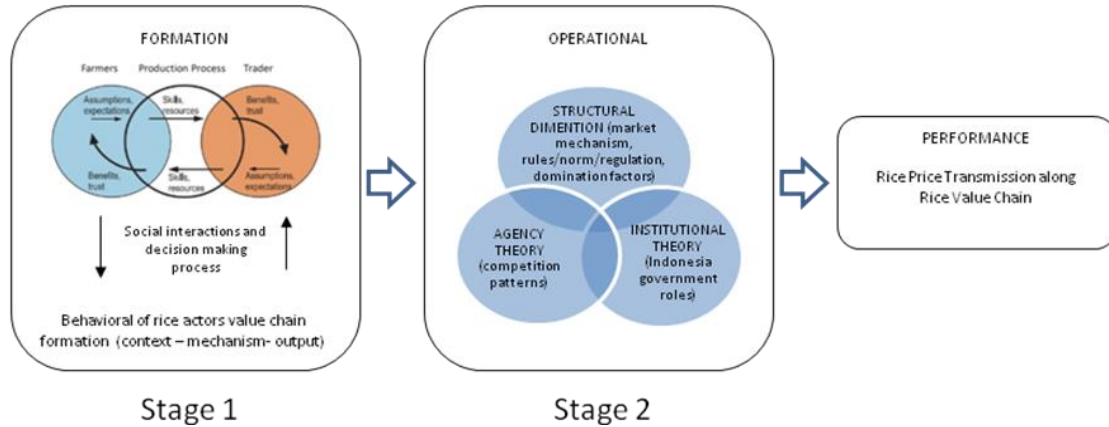 FORMATION
Farmers Production Process Trader
Assumptions,
expectations
Skills,
resources
Benefits,
trust
Benefits,
trust
Skills,
resources
Assumptions,
expectations
Social interactions and
decision making
process
Behavioral of rice actors value chain
formation (context – mechanism- output)
Stage 1
OPERATIONAL
STRUCTURAL
DIMENTION (market
mechanism,
rules/norm/regulation,
domination factors)
AGENCY
THEORY
(competition
patterns)
INSTITUTIONAL
THEORY
(Indonesia
government
roles)
Stage 2
PERFORMANCE
Rice Price Transmission along
Rice Value Chain